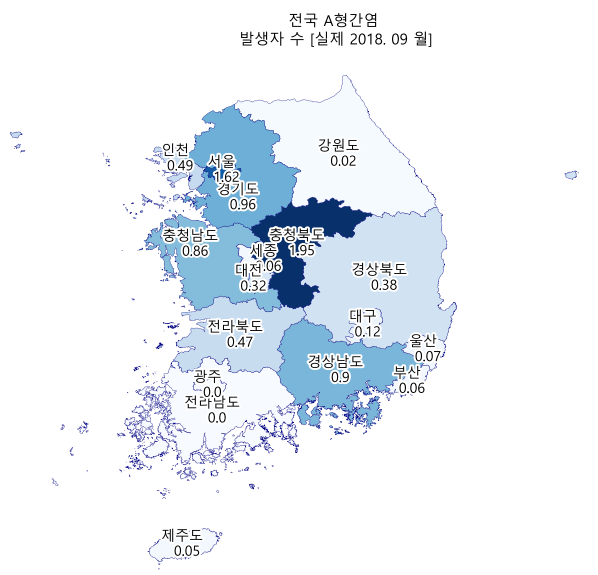 전국 A형간염
발생자 수 [실제 2018. 09 월]
강원도
0.02
인천
0.49
서울
1.62
경기도
0.96
충청남도
0.86
충청북도
1.95
세종
.06
대전
0.32
경상북도
0.38
대구
0.12
전라북도
0.47
울산
0.07
경상남도
0.9
부산
0.06
광주
0.0
전라남도
0.0
제주도
0.05